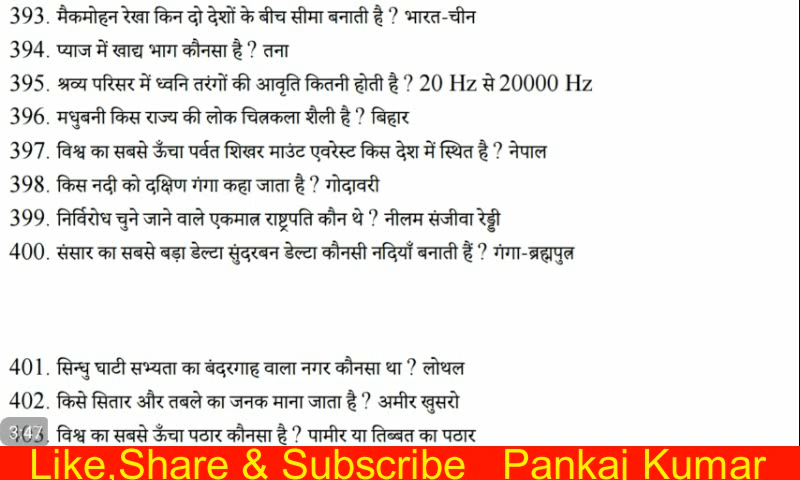 393. मैकमोहन रेखा किन दो देशों के बीच सीमा बनाती है ? भारत-चीन
394. प्याज में खाद्य भाग कौनसा है ? तना
395. श्रव्य परिसर में ध्वनि तरंगों की आवृति कितनी होती है ? 20 Hz से 20000 Hz
396. मधुबनी किस राज्य की लोक चित्रकला शैली है ? बिहार
397. विश्व का सबसे ऊँचा पर्वत शिखर माउंट एवरेस्ट किस देश में स्थित है ? नेपाल
398. किस नदी को दक्षिण गंगा कहा जाता है ? गोदावरी
399. निर्विरोध चुने जाने वाले एकमात्र राष्ट्रपति कौन थे ? नीलम संजीवा रेड्डी
400. संसार का सबसे बड़ा डेल्टा सुंदरबन डेल्टा कौनसी नदियाँ बनाती हैं ? गंगा-ब्रह्मपुत्र
401. सिन्धु घाटी सभ्यता का बंदरगाह वाला नगर कौनसा था ? लोथल
402. किसे सितार और तबले का जनक माना जाता है ? अमीर खुसरो
3:47 विश्व का सबसे ऊँचा पठार कौनसा है ? पामीर या तिब्बत का पठार
Like,Share & Subscribe Pankaj Kumar